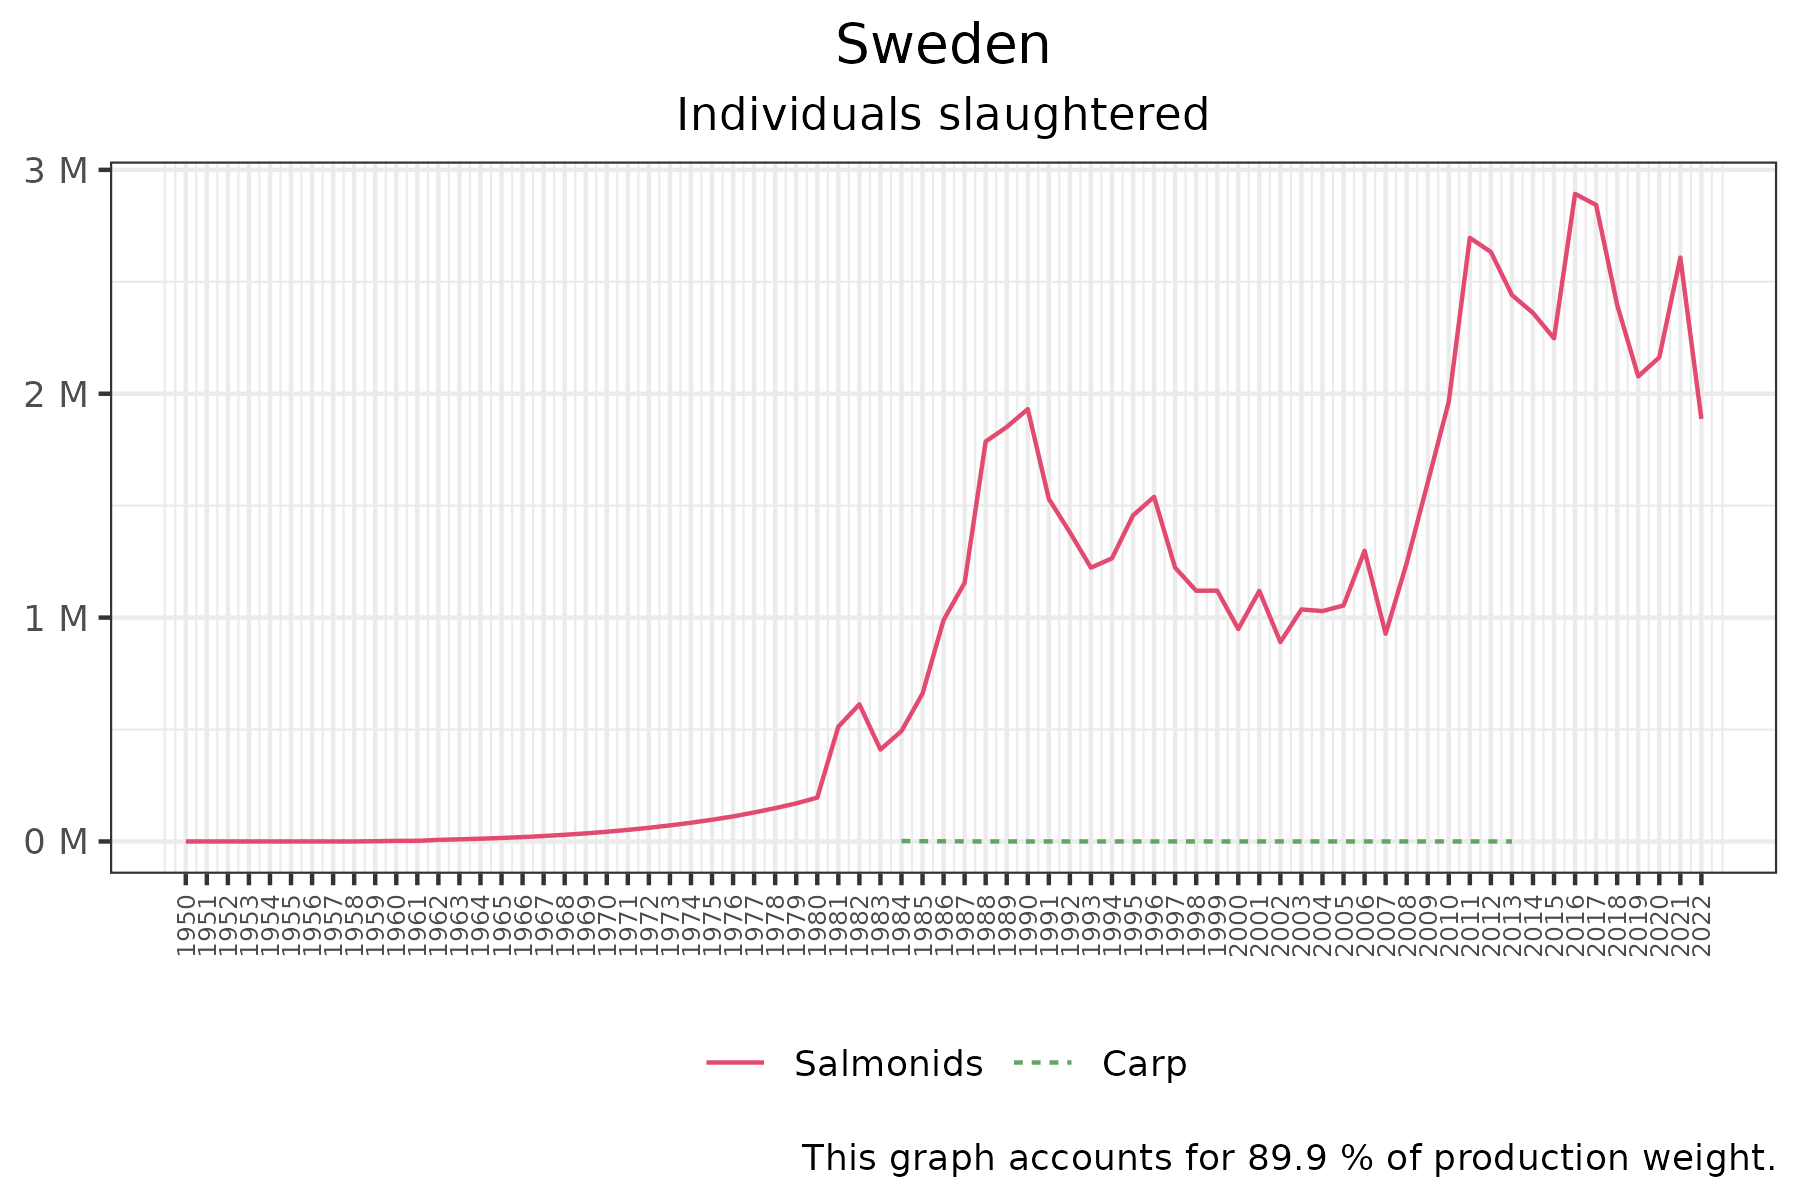 Sweden
Individuals slaughtered
3 M
2 M
1 M
0 M
1950 1951 1952 1953 1954 1955 1956 1957 1958 1959 1960 1961 1962 1963 1964 1965 1966 1967 1968 1969 1970 1971 1972 1973 1974 1975 1976 1977 1978 1979 1980 1981 1982 1983 1984 1985 1986 1987 1988 1989 1990 1991 1992 1993 1994 1995 1996 1997 1998 1999 2000 2001 2002 2003 2004 2005 2006 2007 2008 2009 2010 2011 2012 2013 2014 2015 2016 2017 2018 2019 2020 2021 2022
Salmonids Carp
This graph accounts for 89.9 % of production weight.